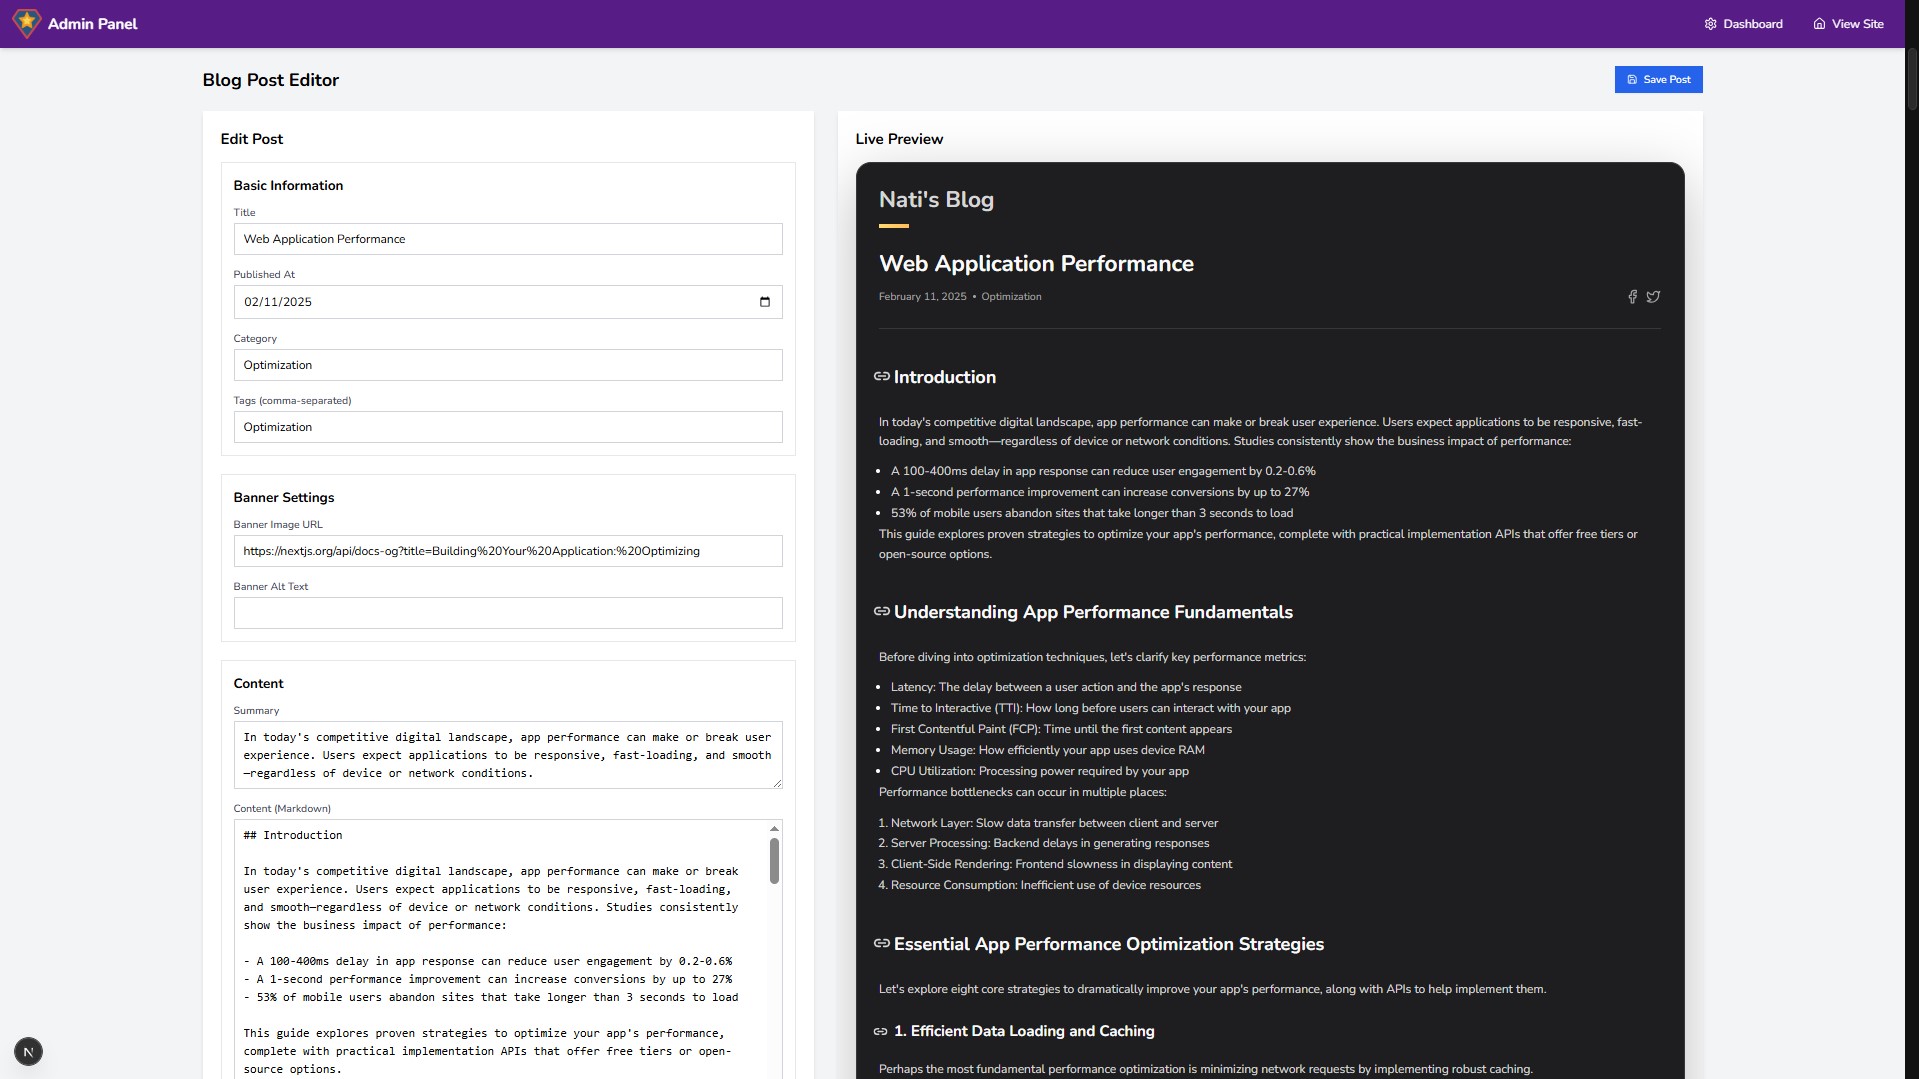 Admin Panel
Dashboard
View Site
Blog Post Editor
Save Post
Edit Post
Basic Information
Title
Web Application Performance
Published At
02/11/2025
Category
Optimization
Tags (comma-separated)
Optimization
Banner Settings
Banner Image URL
https://nextjs.org/api/docs-og?title=Building%20Your%20Application:%20Optimizing
Banner Alt Text
Content
Summary
In today's competitive digital landscape, app performance can make or break user
experience. Users expect applications to be responsive, fast-loading, and smooth
—regardless of device or network conditions.
Content (Markdown)
## Introduction
In today's competitive digital landscape, app performance can make or break
user experience. Users expect applications to be responsive, fast-loading,
and smooth—regardless of device or network conditions. Studies consistently
show the business impact of performance:
- A 100-400ms delay in app response can reduce user engagement by 0.2-0.6%
- A 1-second performance improvement can increase conversions by up to 27%
- 53% of mobile users abandon sites that take longer than 3 seconds to load
This guide explores proven strategies to optimize your app's performance,
complete with practical implementation APIs that offer free tiers or open-
source options.
N
Live Preview
Nati's Blog
Web Application Performance
February 11, 2025 • Optimization
Introduction
In today's competitive digital landscape, app performance can make or break user experience. Users expect applications to be responsive, fast-
loading, and smooth—regardless of device or network conditions. Studies consistently show the business impact of performance:
• A 100-400ms delay in app response can reduce user engagement by 0.2-0.6%
• A 1-second performance improvement can increase conversions by up to 27%
• 53% of mobile users abandon sites that take longer than 3 seconds to load
This guide explores proven strategies to optimize your app's performance, complete with practical implementation APIs that offer free tiers or
open-source options.
Understanding App Performance Fundamentals
Before diving into optimization techniques, let's clarify key performance metrics:
• Latency: The delay between a user action and the app's response
• Time to Interactive (TTI): How long before users can interact with your app
• First Contentful Paint (FCP): Time until the first content appears
• Memory Usage: How efficiently your app uses device RAM
• CPU Utilization: Processing power required by your app
Performance bottlenecks can occur in multiple places:
1. Network Layer: Slow data transfer between client and server
2. Server Processing: Backend delays in generating responses
3. Client-Side Rendering: Frontend slowness in displaying content
4. Resource Consumption: Inefficient use of device resources
Essential App Performance Optimization Strategies
Let's explore eight core strategies to dramatically improve your app's performance, along with APIs to help implement them.
1. Efficient Data Loading and Caching
Perhaps the most fundamental performance optimization is minimizing network requests by implementing robust caching.